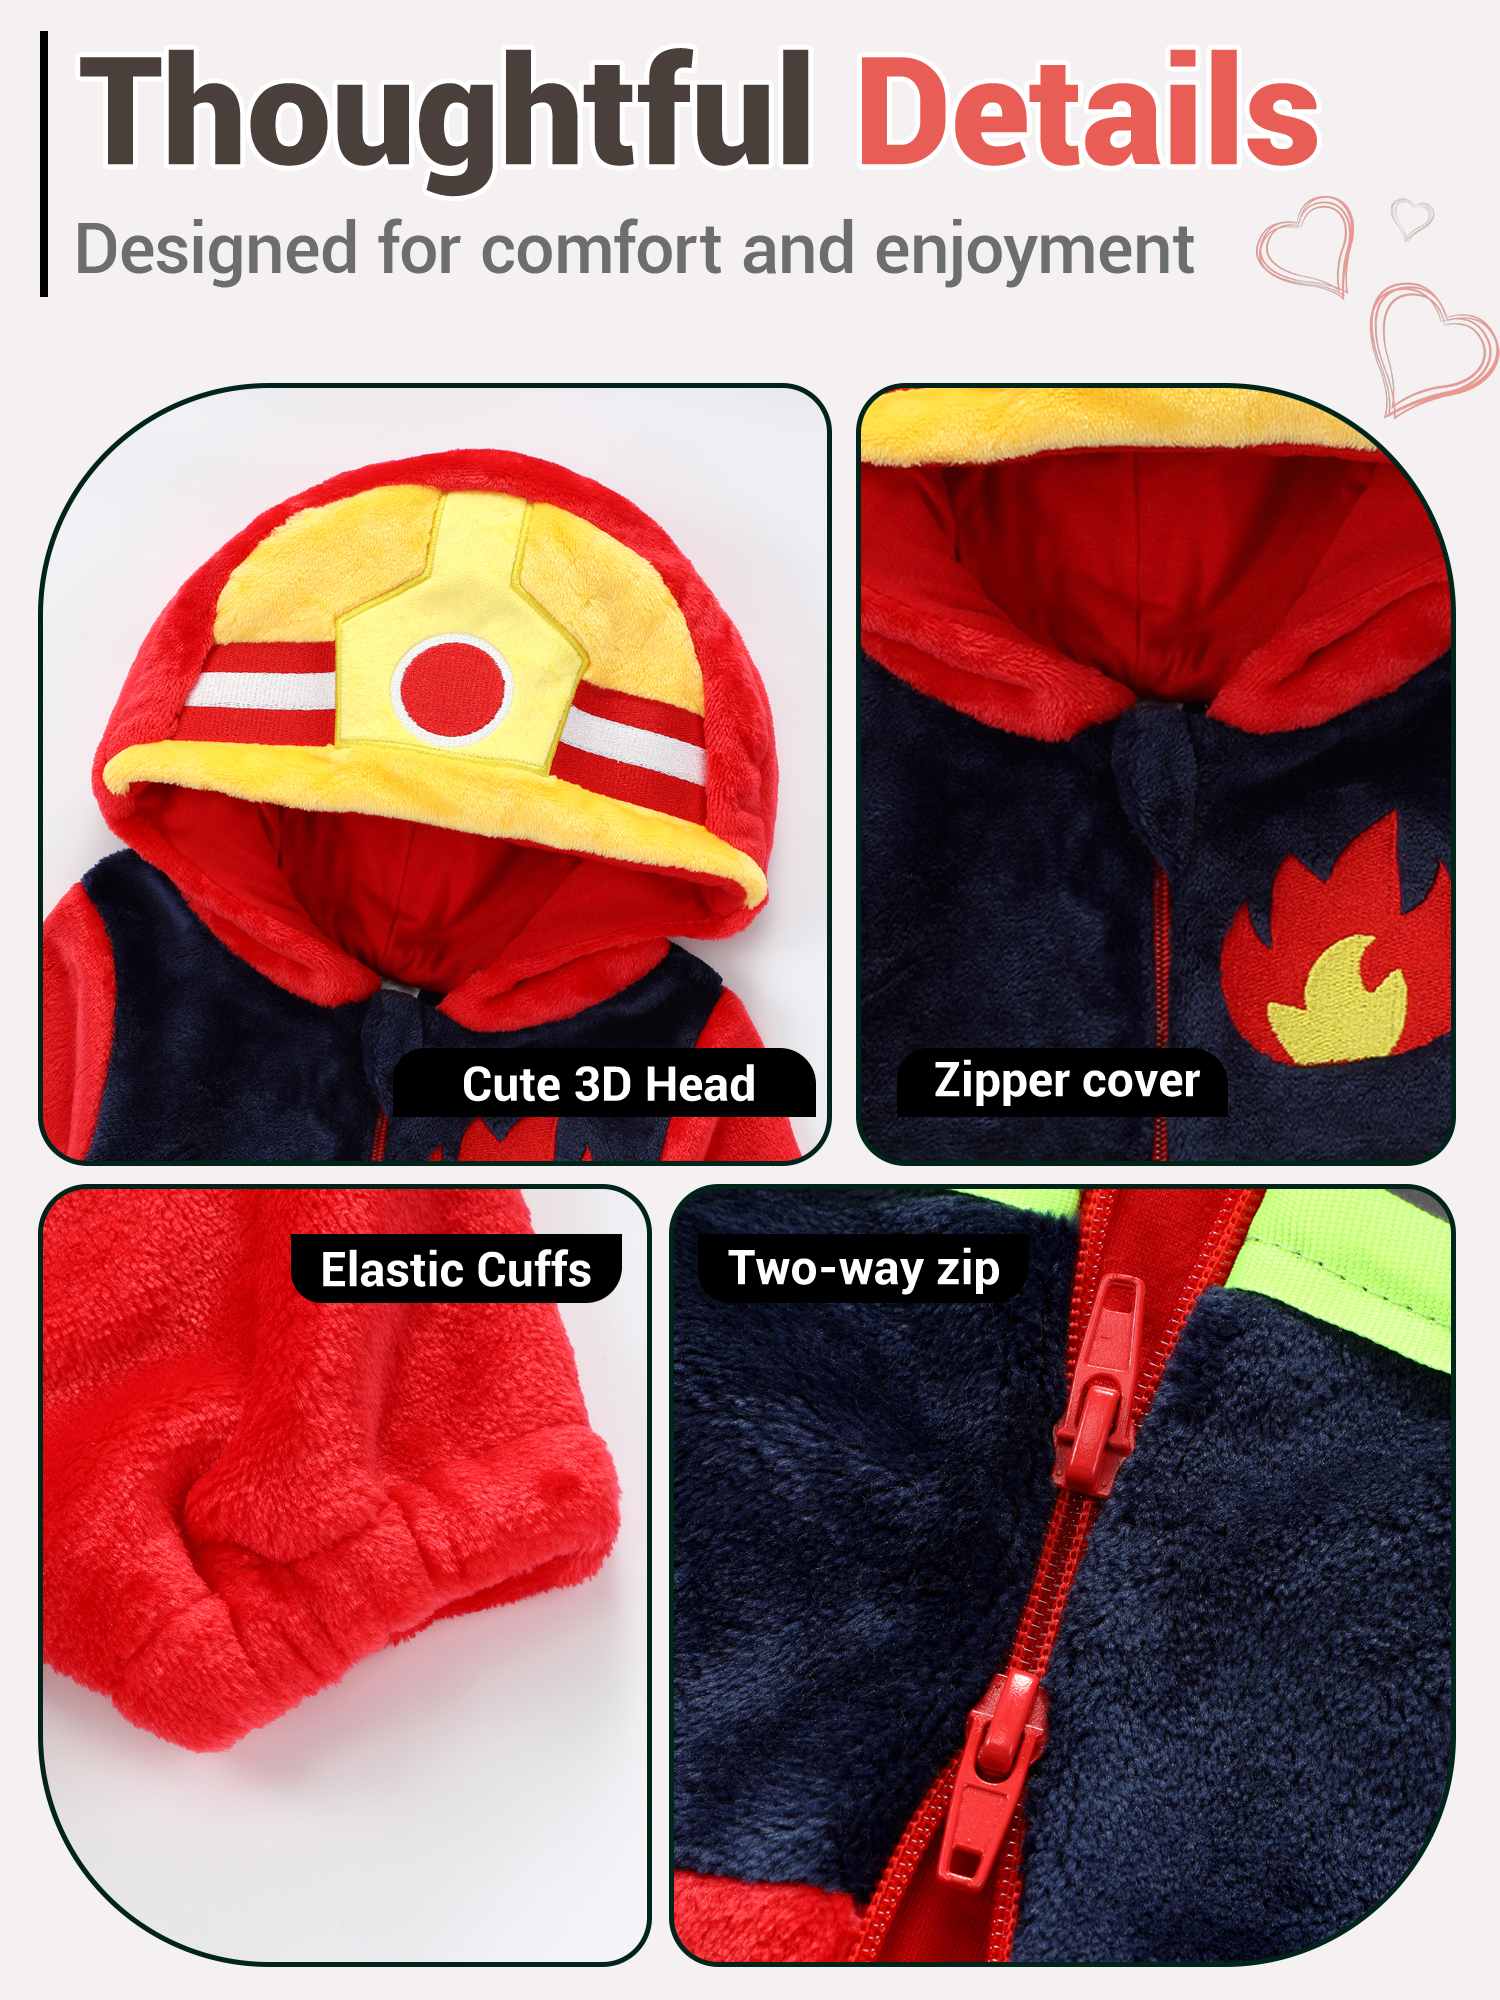 Thoughtful Details
Designed for comfort and enjoyment
Cute 3D Head
Zipper cover
Elastic Cuffs
Two-way zip